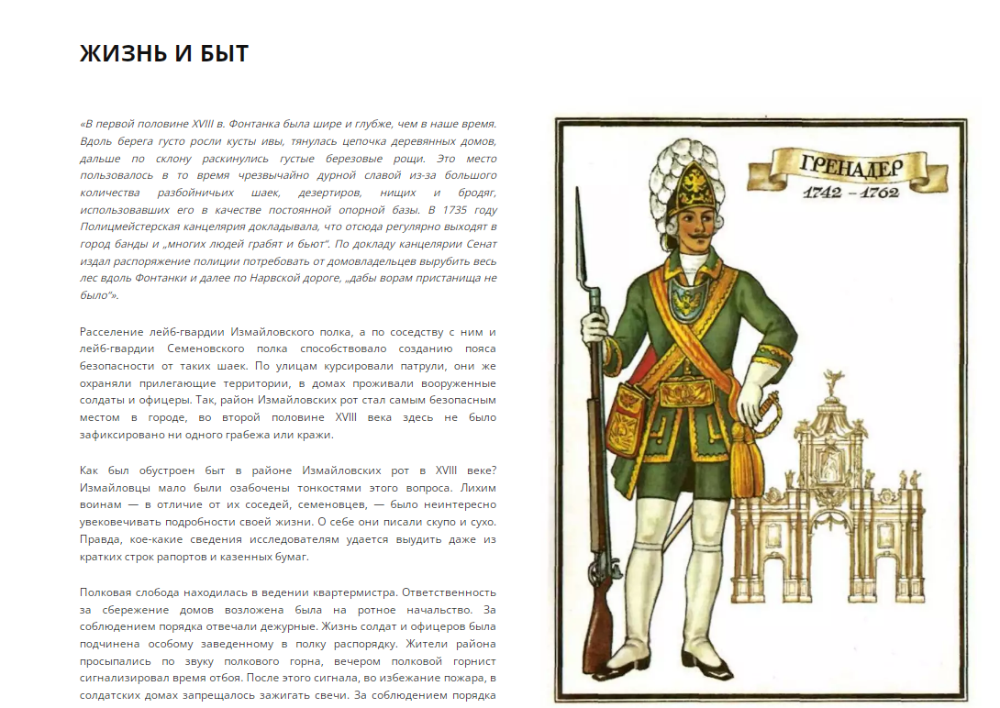 ЖИЗНЬ И БЫТ
«В первой половине XVIII в. Фонтанка была шире и глубже, чем в наше время.
Вдоль берега густо росли кусты ивы, тянулась цепочка деревянных домов,
дальше по склону раскинулись густые березовые рощи. Это место
пользовалось в то время чрезвычайно дурной славой из-за большого
количества разбойничьих шаек, дезертиров, нищих и бродяг,
использовавших его в качестве постоянной опорной базы. В 1735 году
Полицмейстерская канцелярия докладывала, что отсюда регулярно выходят в
город банды и „многих людей грабят и бьют“. По докладу канцелярии Сенат
издал распоряжение полиции потребовать от домовладельцев вырубить весь
лес вдоль Фонтанки и далее по Нарвской дороге, „дабы ворам пристанища не
было“».
Расселение лейб-гвардии Измайловского полка, а по соседству с ним и
лейб-гвардии Семеновского полка способствовало созданию пояса
безопасности от таких шаек. По улицам курсировали патрули, они же
охраняли прилегающие территории, в домах проживали вооруженные
солдаты и офицеры. Так, район Измайловских рот стал самым безопасным
местом в городе, во второй половине XVIII века здесь не было
зафиксировано ни одного грабежа или кражи.
Как был обустроен быт в районе Измайловских рот в XVIII веке?
Измайловцы мало были озабочены тонкостями этого вопроса. Лихим
воинам — в отличие от их соседей, семеновцев, — было неинтересно
увековечивать подробности своей жизни. О себе они писали скупо и сухо.
Правда, кое-какие сведения исследователям удается выудить даже из
кратких строк рапортов и казенных бумаг.
Полковая слобода находилась в ведении квартермистра. Ответственность
за сбережение домов возложена была на ротное начальство. За
соблюдением порядка отвечали дежурные. Жизнь солдат и офицеров была
подчинена особому заведенному в полку распорядку. Жители района
просыпались по звуку полкового горна, вечером полковой горнист
сигнализировал время отбоя. После этого сигнала, во избежание пожара, в
солдатских домах запрещалось зажигать свечи. За соблюдением порядка
ГРЕНАДЕР
1742 – 1762